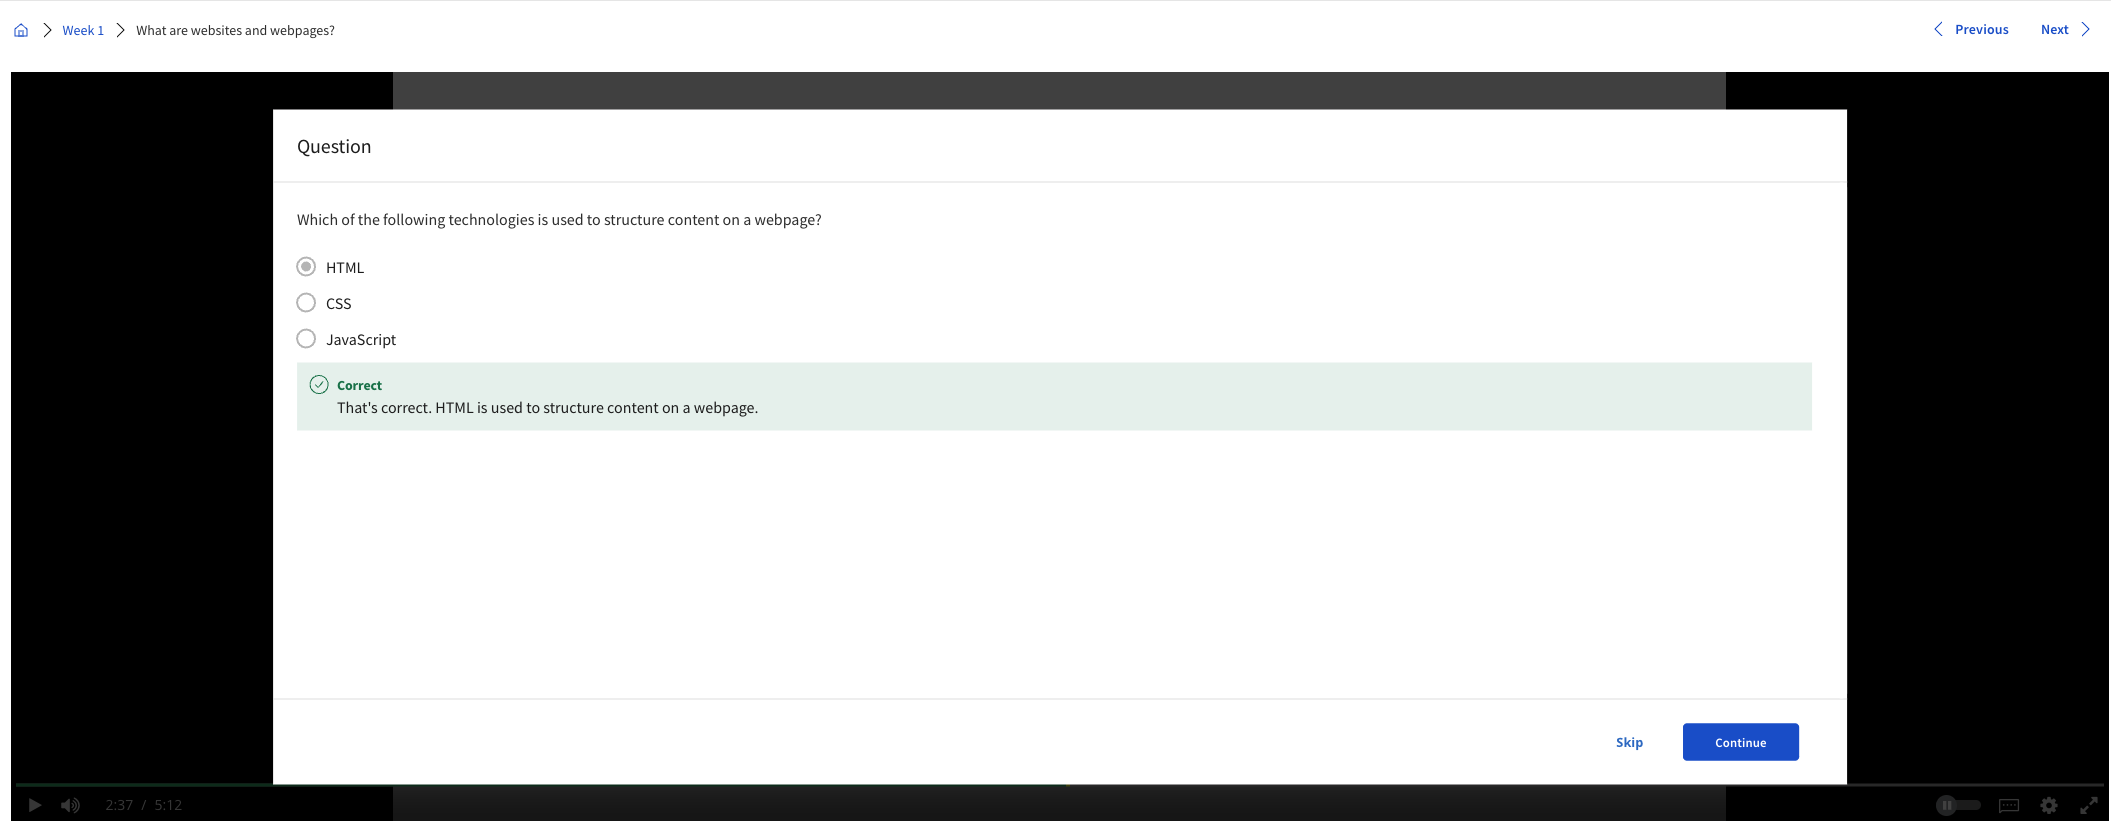 Week 1
What are websites and webpages?
Previous
Next
Question
Which of the following technologies is used to structure content on a webpage?
HTML
CSS
JavaScript
Correct
That's correct. HTML is used to structure content on a webpage.
Skip
Continue
2:37 / 5:12